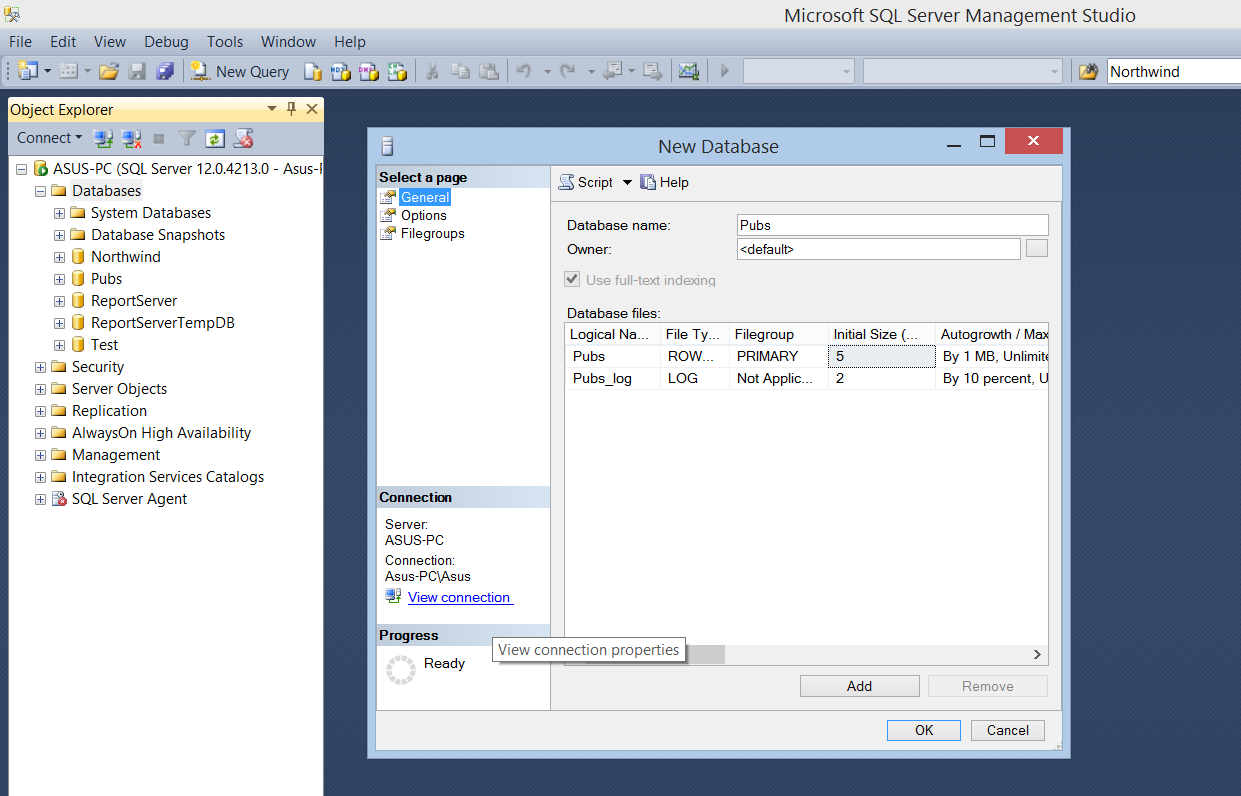 Microsoft SQL Server Management Studio
File Edit View Debug Tools Window Help
New Query
Northwind
Object Explorer
Connect
ASUS-PC (SQL Server 12.0.4213.0 - Asus-
Databases
System Databases
Database Snapshots
Northwind
Pubs
ReportServer
ReportServerTempDB
Test
Security
Server Objects
Replication
AlwaysOn High Availability
Management
Integration Services Catalogs
SQL Server Agent
New Database
Select a page
General
Options
Filegroups
Connection
Server:
ASUS-PC
Connection:
Asus-PC\Asus
View connection
Progress
Ready
View connection properties
Script Help
Database name: Pubs
Owner: <default>
Use full-text indexing
Database files:
Logical Na... File Ty... Filegroup Initial Size (... Autogrowth / Max
Pubs ROW... PRIMARY 5 By 1 MB, Unlimite
Pubs_log LOG Not Applic... 2 By 10 percent, U
Add Remove
OK Cancel